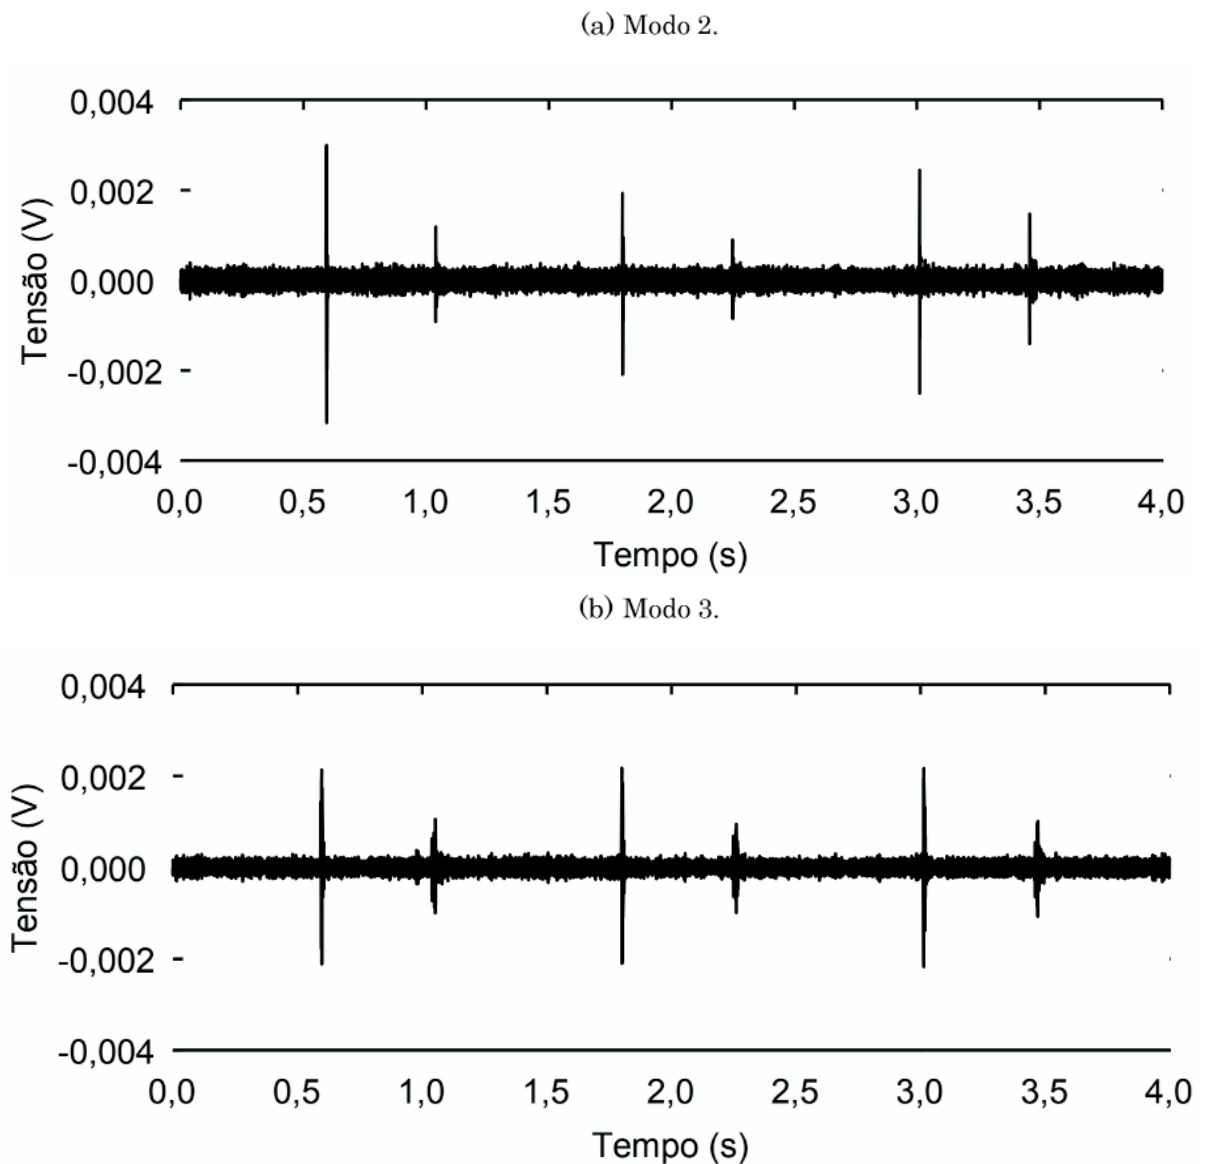 (a) Modo 2.
0,004
0,002
0,000
-0,002
-0,004
Tensão (V)
0,0 0,5 1,0 1,5 2,0 2,5 3,0 3,5 4,0
Tempo (s)
(b) Modo 3.
0,004
0,002
0,000
-0,002
-0,004
Tensão (V)
0,0 0,5 1,0 1,5 2,0 2,5 3,0 3,5 4,0
Tempo (s)